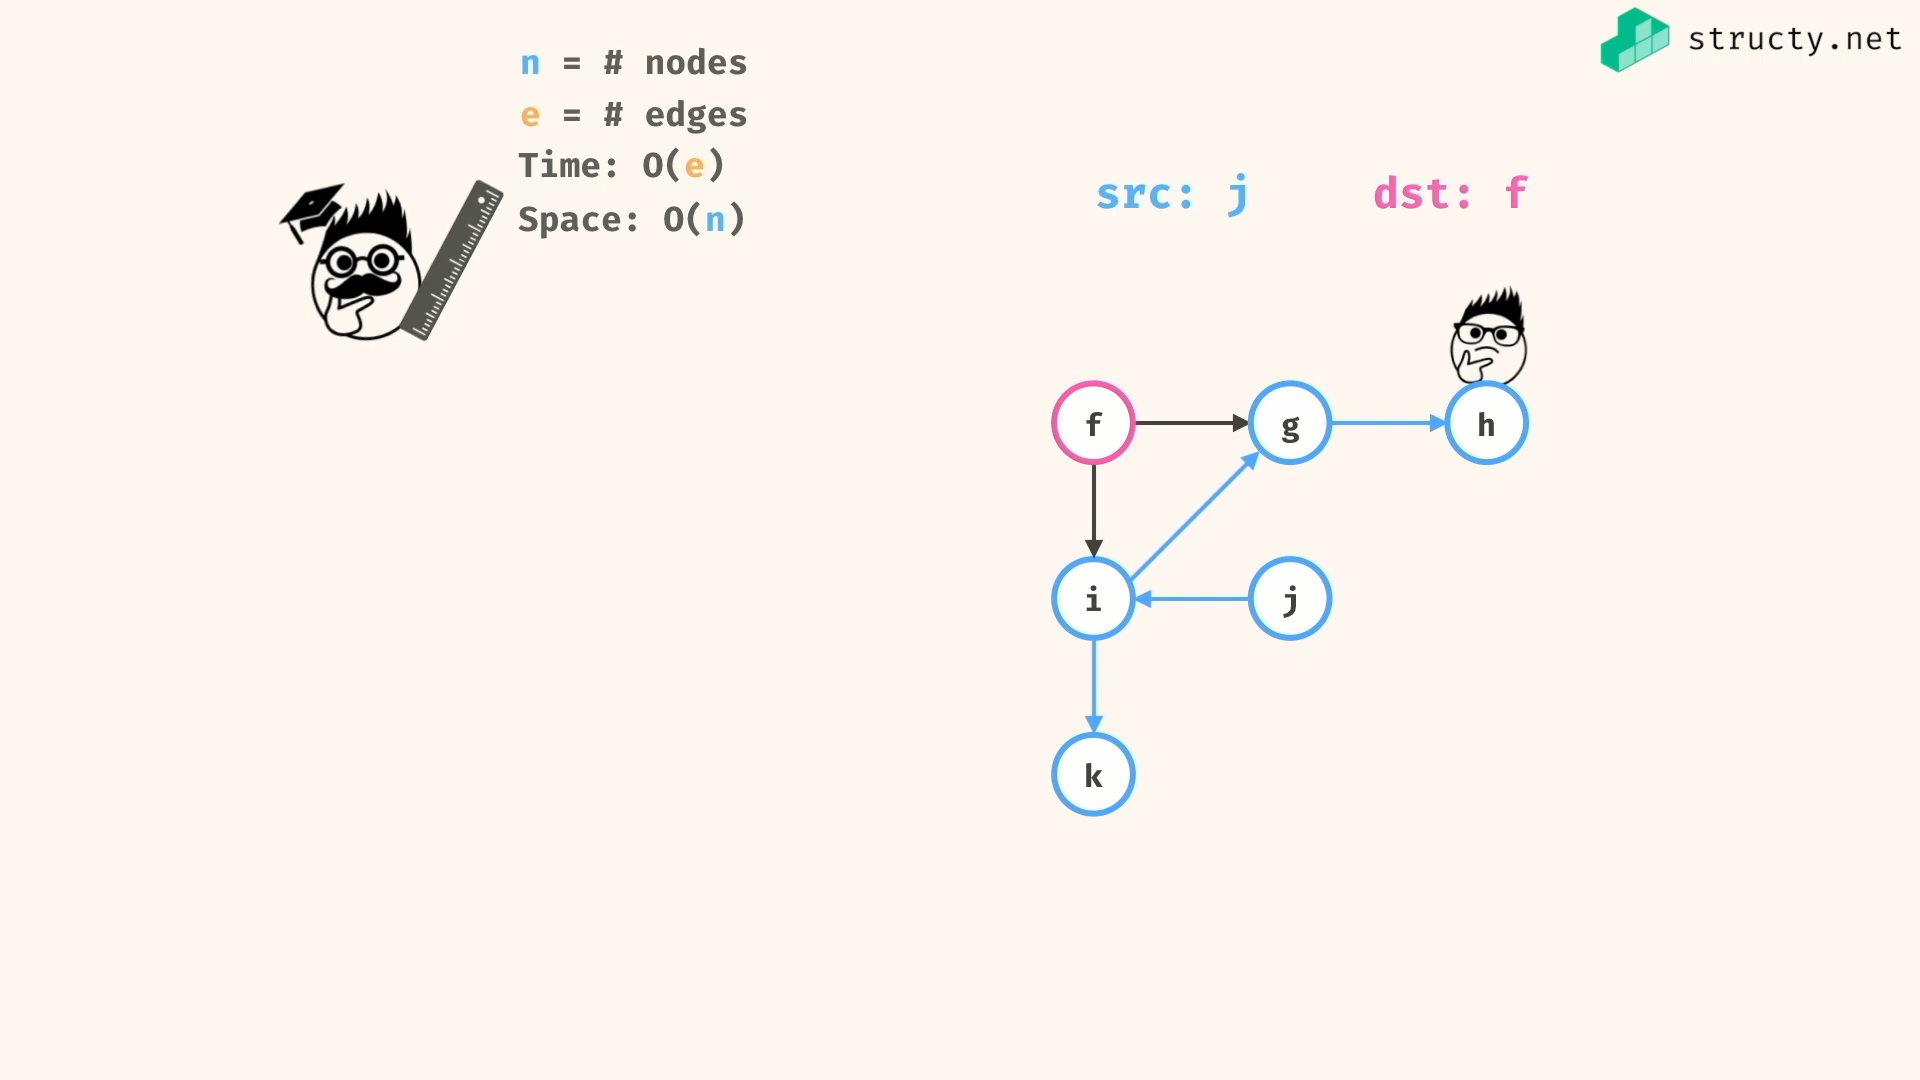 structy.net
n = # nodes
e = # edges
Time: O(e)
Space: O(n)
src: j dst: f
f g h
i j
k